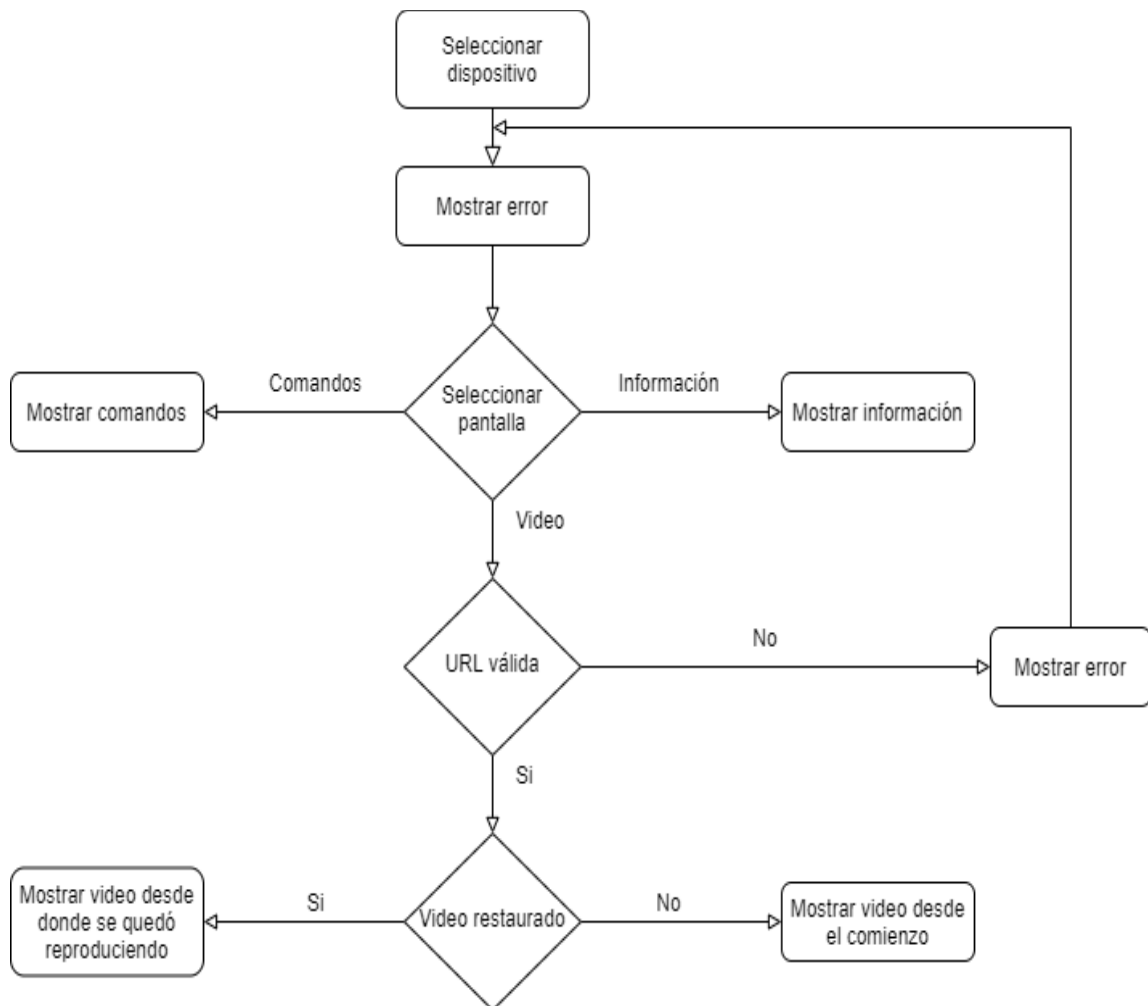 Seleccionar
dispositivo
Mostrar error
Comandos
Información
Mostrar comandos
Seleccionar
pantalla
Mostrar información
Video
URL válida
No
Mostrar error
Si
Mostrar video desde
donde se quedó
reproduciendo
Si
Video restaurado
No
Mostrar video desde
el comienzo